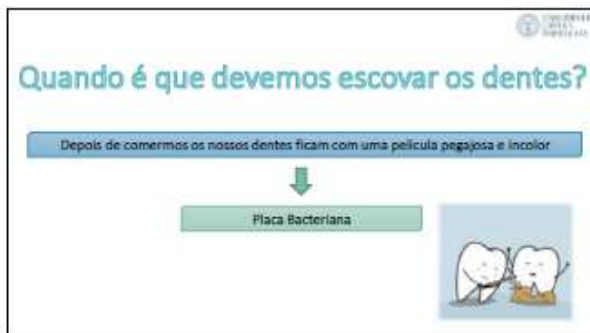 Quando é que devemos escovar os dentes?
Depois de comermos os nossos dentes ficam com uma película pegajosa e incolor
Placa Bacteriana